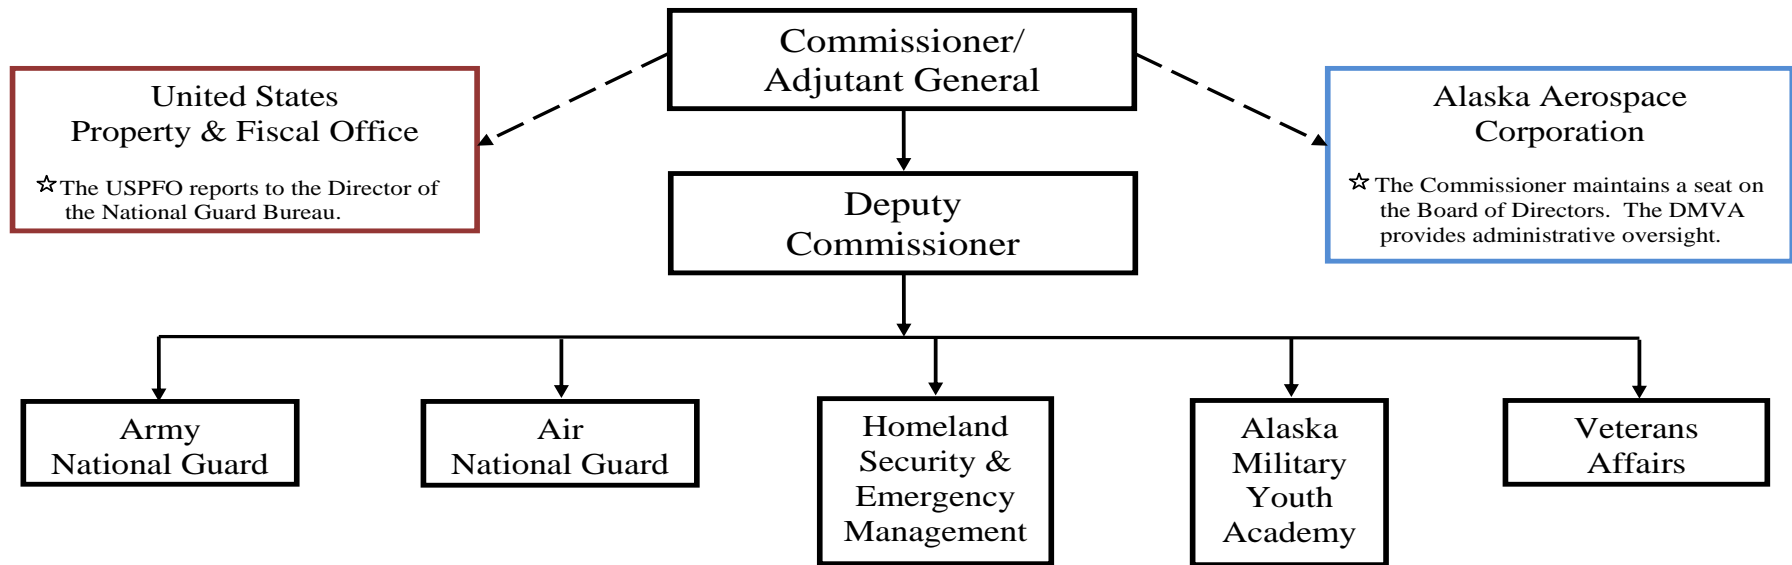 Commissioner/
Adjutant General
United States
Property & Fiscal Office
☆ The USPFO reports to the Director of
the National Guard Bureau.
Alaska Aerospace
Corporation
☆ The Commissioner maintains a seat on
the Board of Directors.  The DMVA
provides administrative oversight.
Deputy
Commissioner
Army
National Guard
Air
National Guard
Homeland
Security &
Emergency
Management
Alaska
Military
Youth
Academy
Veterans
Affairs